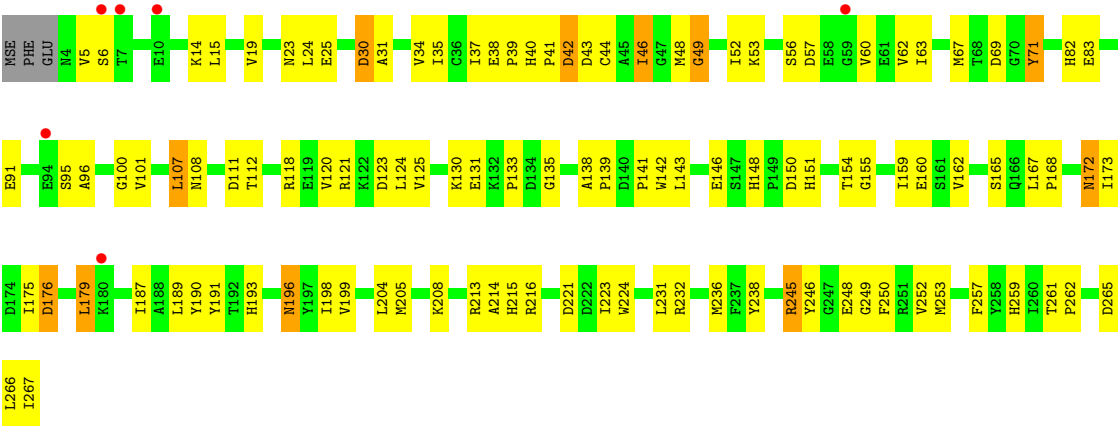 MSE PHE GLU N4 V5 S6 T7 E10 K14 L15 V19 N23 L24 E25 D30 A31 V34 I35 C36 I37 E38 P39 H40 P41 D42 D43 C44 A45 I46 G47 M48 G49 I52 K53 S56 D57 E58 G59 V60 E61 V62 I63 M67 T68 D69 G70 Y71 H82 E83
E91 E94 S95 A96 G100 V101 L107 N108 D111 T112 R118 E119 V120 R121 K122 D123 L124 V125 K130 E131 K132 P133 D134 G135 A138 P139 D140 P141 W142 L143 E146 S147 H148 P149 D150 H151 T154 G155 I159 E160 S161 V162 S165 Q166 L167 P168 N172 I173
D174 I175 D176 L179 K180 I187 A188 L189 Y190 Y191 T192 H193 N196 Y197 I198 V199 L204 M205 K208 R213 A214 H215 R216 D221 D222 I223 W224 L231 R232 M236 F237 Y238 R245 Y246 G247 E248 G249 F250 R251 V252 M253 F257 Y258 H259 I260 T261 P262 D265
L266 I267